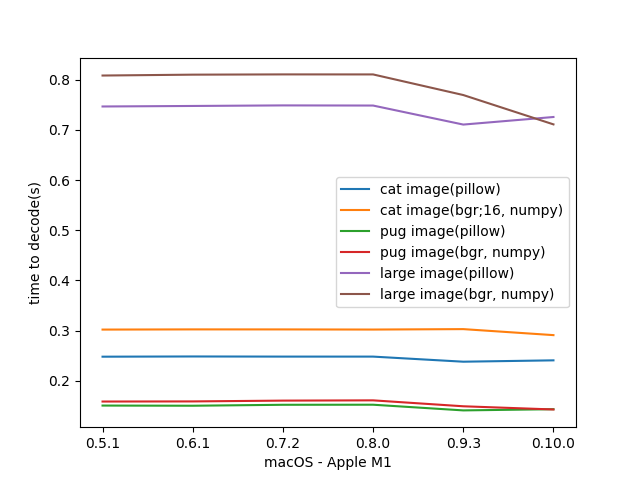 0.8
0.7
0.6
0.5
0.4
0.3
0.2
time to decode(s)
cat image(pillow)
cat image(bgr;16, numpy)
pug image(pillow)
pug image(bgr, numpy)
large image(pillow)
large image(bgr, numpy)
0.5.1 0.6.1 0.7.2 0.8.0 0.9.3 0.10.0
macOS - Apple M1